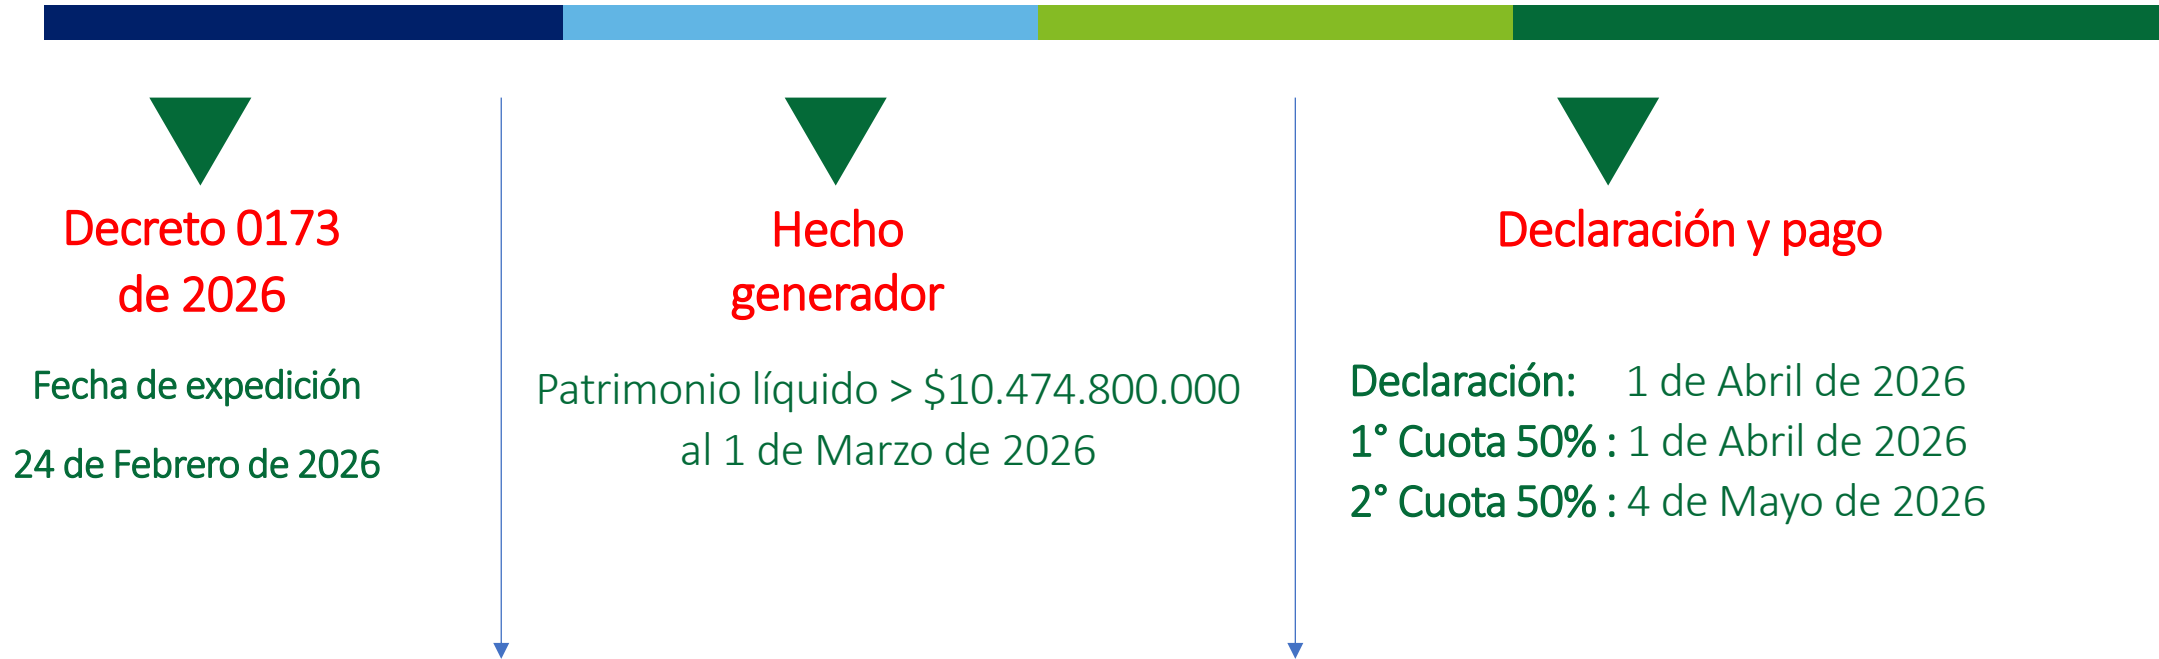 Decreto 0173
de 2026
Fecha de expedición
24 de Febrero de 2026
Hecho
generador
Patrimonio líquido > $10.474.800.000
al 1 de Marzo de 2026
Declaración y pago
Declaración: 1 de Abril de 2026
1° Cuota 50% : 1 de Abril de 2026
2° Cuota 50% : 4 de Mayo de 2026